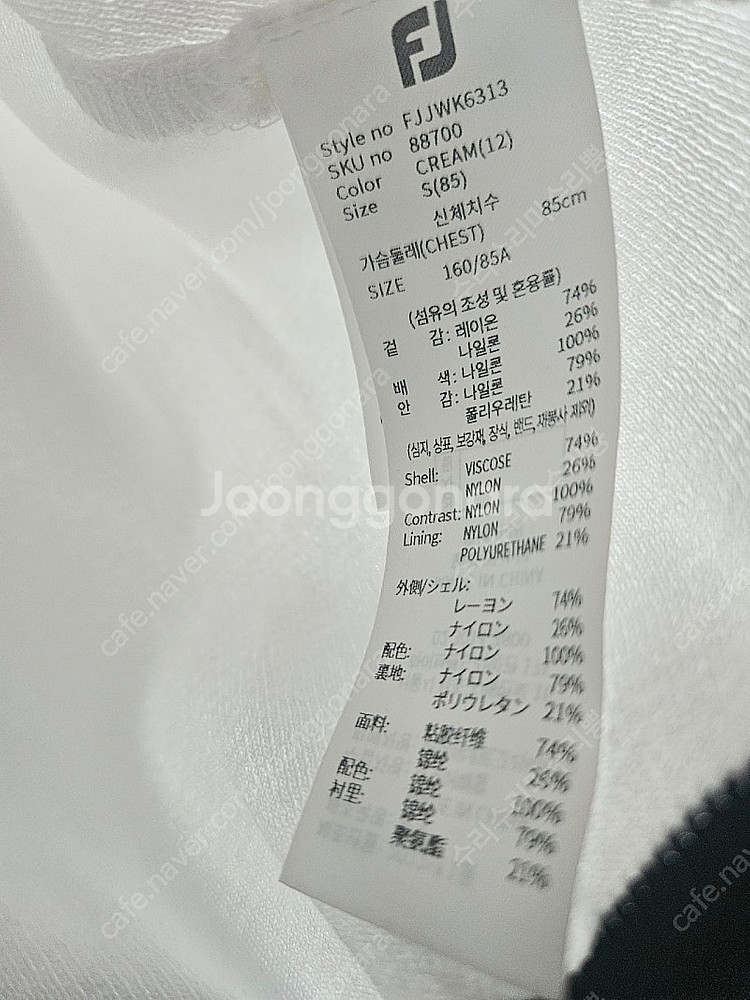 FJ
Style no FJJWK6313
SKU no 88700
Color CREAM(12)
Size S(85)
신체치수
가슴둘레(CHEST) 85cm
SIZE 160/85A
(섬유의 조성 및 혼용률)
겉 감: 레이온 74%
나일론 26%
배 색: 나일론 100%
안 감: 나일론 79%
폴리우레탄 21%
(심지, 상표, 보강재, 장식, 밴드, 재봉사 제외)
Shell: VISCOSE 74%
NYLON 26%
Contrast: NYLON 100%
Lining: NYLON 79%
POLYURETHANE 21%
外側/シェル:
レーヨン 74%
ナイロン 26%
配色: ナイロン 100%
裏地: ナイロン 79%
ポリウレタン 21%
面料: 粘胶纤维 74%
锦纶 26%
配色: 锦纶 100%
衬里: 锦纶 79%
聚氨酯 21%
Joonggonara
cafe.naver.com/joonggonara